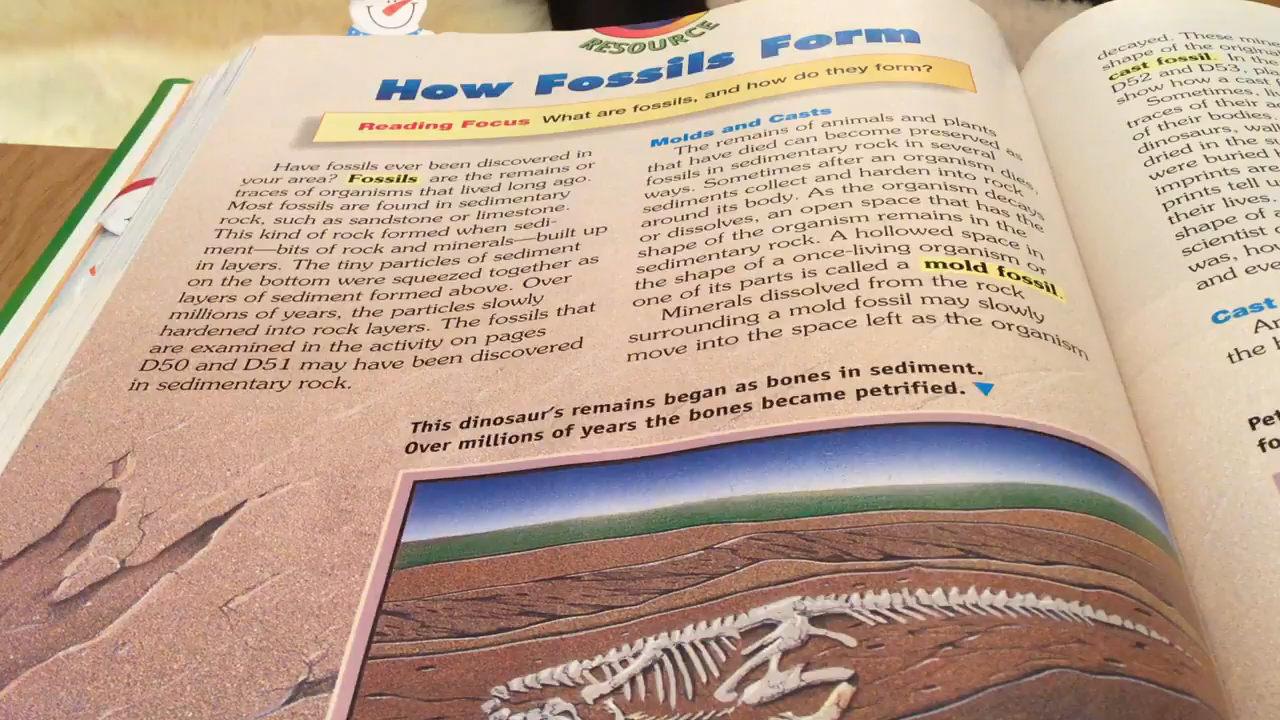 RESOURCE
How Fossils Form
Reading Focus What are fossils, and how do they form?
Have fossils ever been discovered in
your area? Fossils are the remains or
traces of organisms that lived long ago.
Most fossils are found in sedimentary
rock, such as sandstone or limestone.
This kind of rock formed when sedi-
ment—bits of rock and minerals—built up
in layers. The tiny particles of sediment
on the bottom were squeezed together as
layers of sediment formed above. Over
millions of years, the particles slowly
hardened into rock layers. The fossils that
are examined in the activity on pages
D50 and D51 may have been discovered
in sedimentary rock.
Molds and Casts
The remains of animals and plants
that have died can become preserved as
fossils in sedimentary rock in several
ways. Sometimes after an organism dies,
sediments collect and harden into rock
around its body. As the organism decays
or dissolves, an open space that has the
shape of the organism remains in the
sedimentary rock. A hollowed space in
the shape of a once-living organism or
one of its parts is called a mold fossil.
Minerals dissolved from the rock
surrounding a mold fossil may slowly
move into the space left as the organism
This dinosaur's remains began as bones in sediment.
Over millions of years the bones became petrified.
decayed. These
shape of the
cast fossil. In the
D52 and D53,
show how a cast
Sometimes,
traces of their
of their bodies,
dinosaurs,
dried in the
were buried
imprints are
prints tell
their lives,
shape of
scientist
was,
and
Cast
the